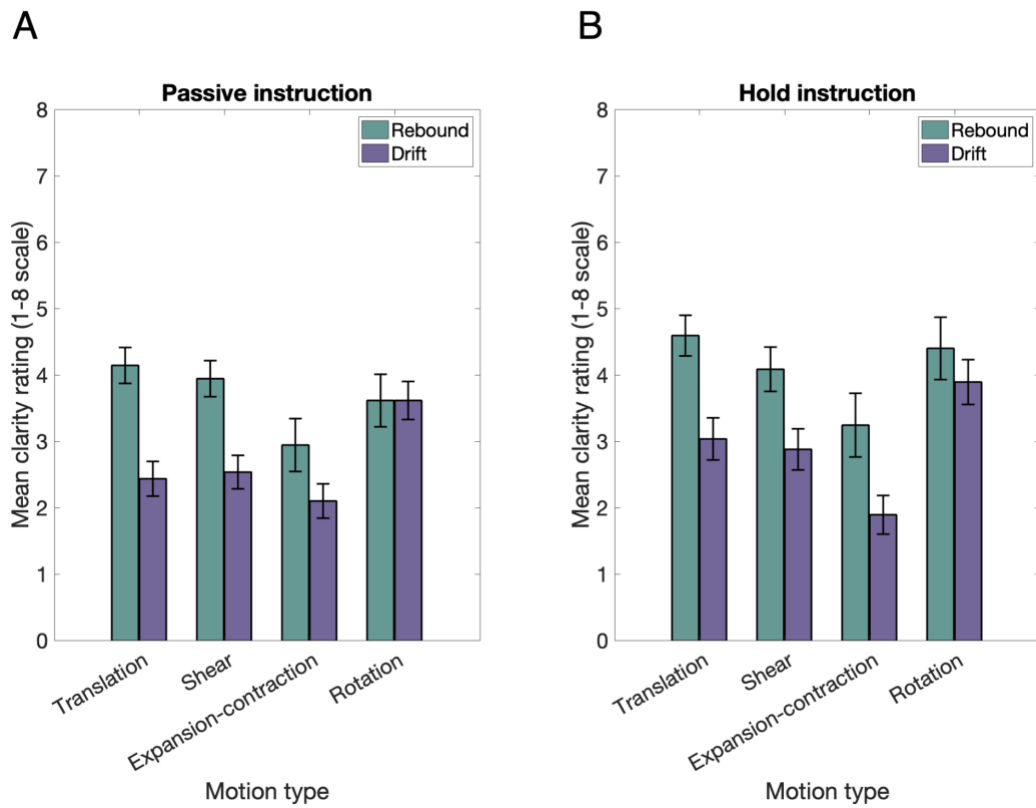 A
Passive instruction
Rebound
Drift
Mean clarity rating (1-8 scale)
8
7
6
5
4
3
2
1
0
Translation
Shear
Expansion-contraction
Rotation
Motion type
B
Hold instruction
Rebound
Drift
Mean clarity rating (1-8 scale)
8
7
6
5
4
3
2
1
0
Translation
Shear
Expansion-contraction
Rotation
Motion type